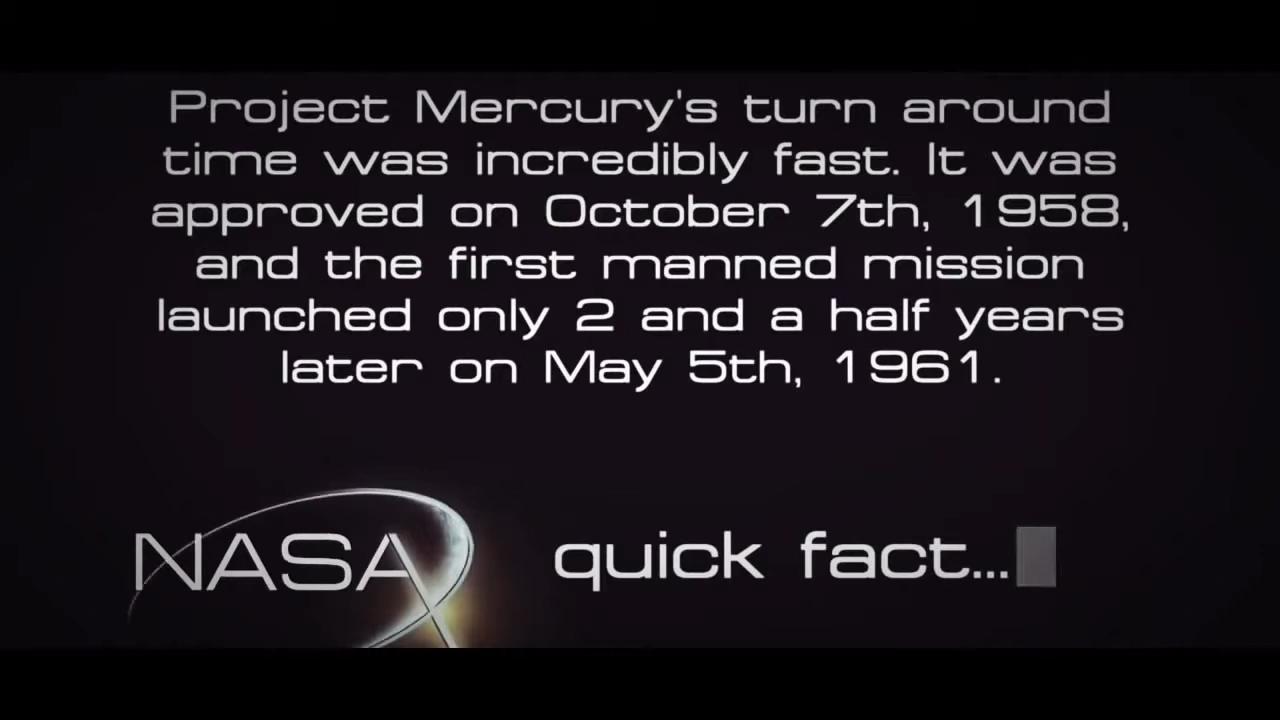 Project Mercury's turn around
time was incredibly fast. It was
approved on October 7th, 1958,
and the first manned mission
launched only 2 and a half years
later on May 5th, 1961.
NASA quick fact...